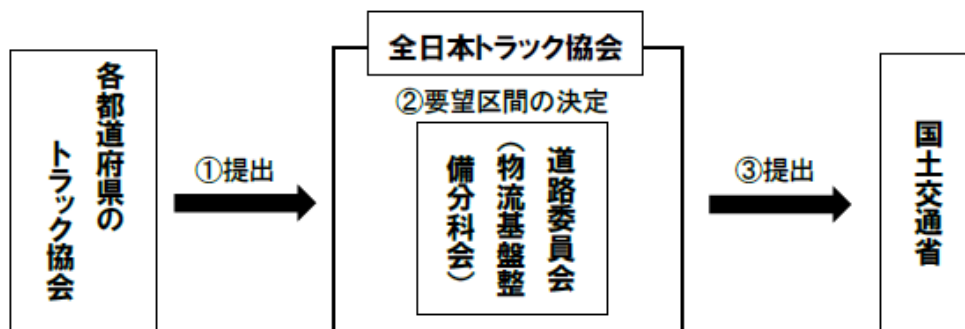 各都道府県の
トラック協会
①提出
全日本トラック協会
②要望区間の決定
道路委員会
（物流基盤整
備分科会）
③提出
国土交通省